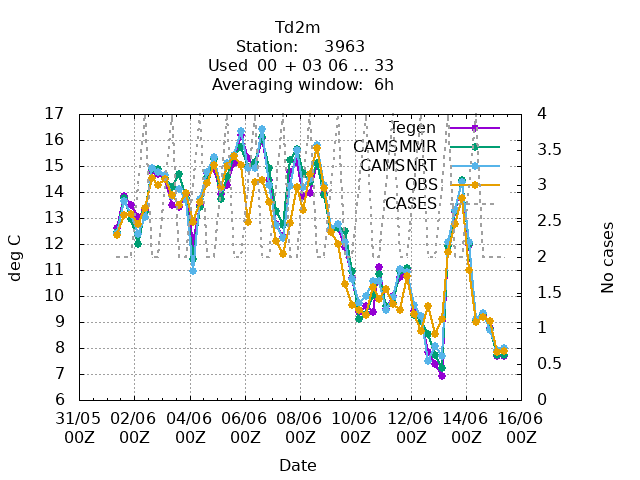 Td2m
Station: 3963
Used 00 + 03 06 ... 33
Averaging window: 6h
17
16
15
14
13
12
11
10
9
8
7
6
deg C
4
3.5
3
2.5
2
1.5
1
0.5
0
No cases
Tegen
CAMSMMR
CAMSNRT
OBS
CASES
31/05 02/06 04/06 06/06 08/06 10/06 12/06 14/06 16/06
00Z 00Z 00Z 00Z 00Z 00Z 00Z 00Z 00Z
Date